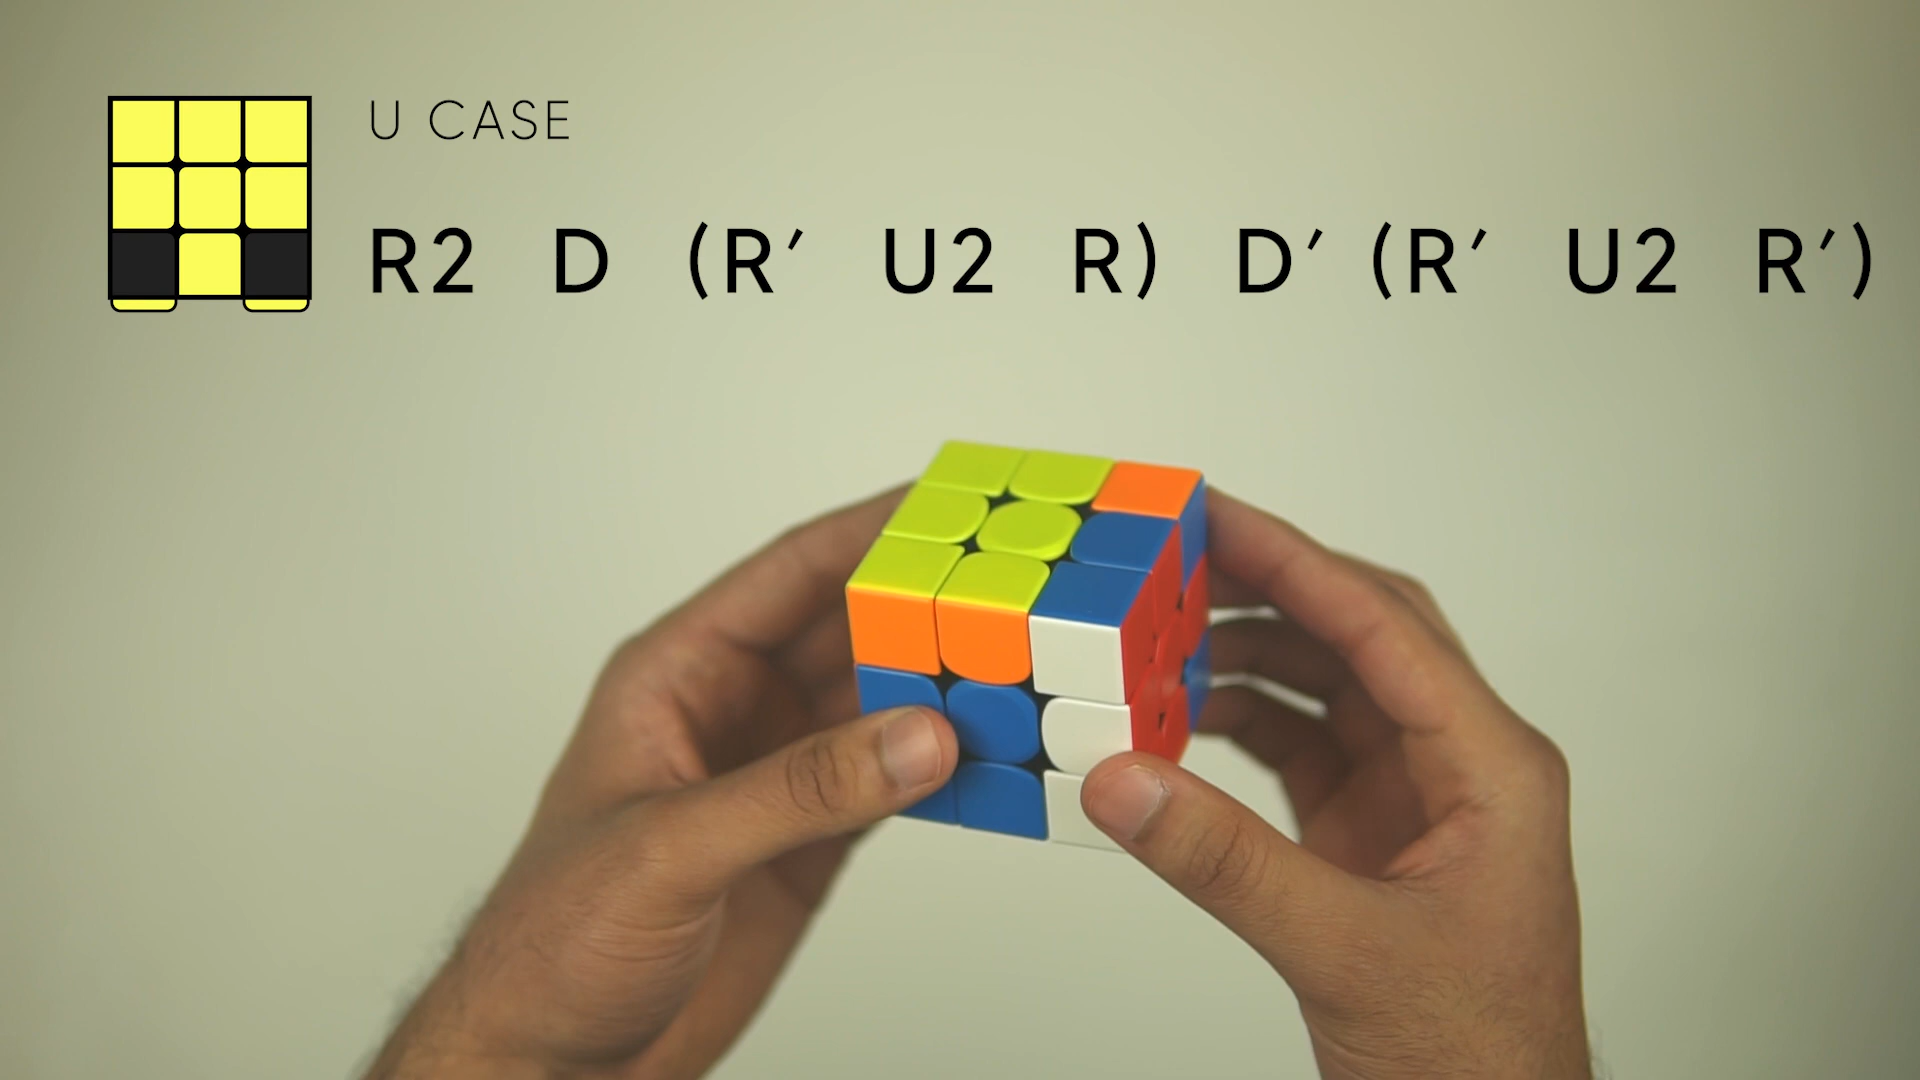 U CASE
R2 D (R′ U2 R) D′ (R′ U2 R′)